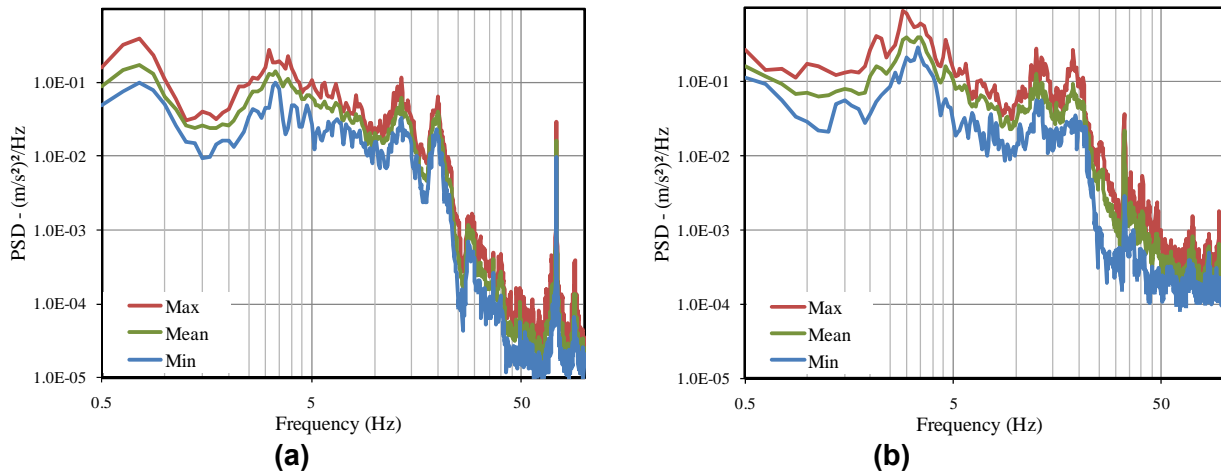 PSD - (m/s²)²/Hz
1.0E-01
1.0E-02
1.0E-03
1.0E-04
1.0E-05
Max
Mean
Min
0.5
5
50
Frequency (Hz)
(a)
PSD - (m/s²)²/Hz
1.0E-01
1.0E-02
1.0E-03
1.0E-04
1.0E-05
Max
Mean
Min
0.5
5
50
Frequency (Hz)
(b)